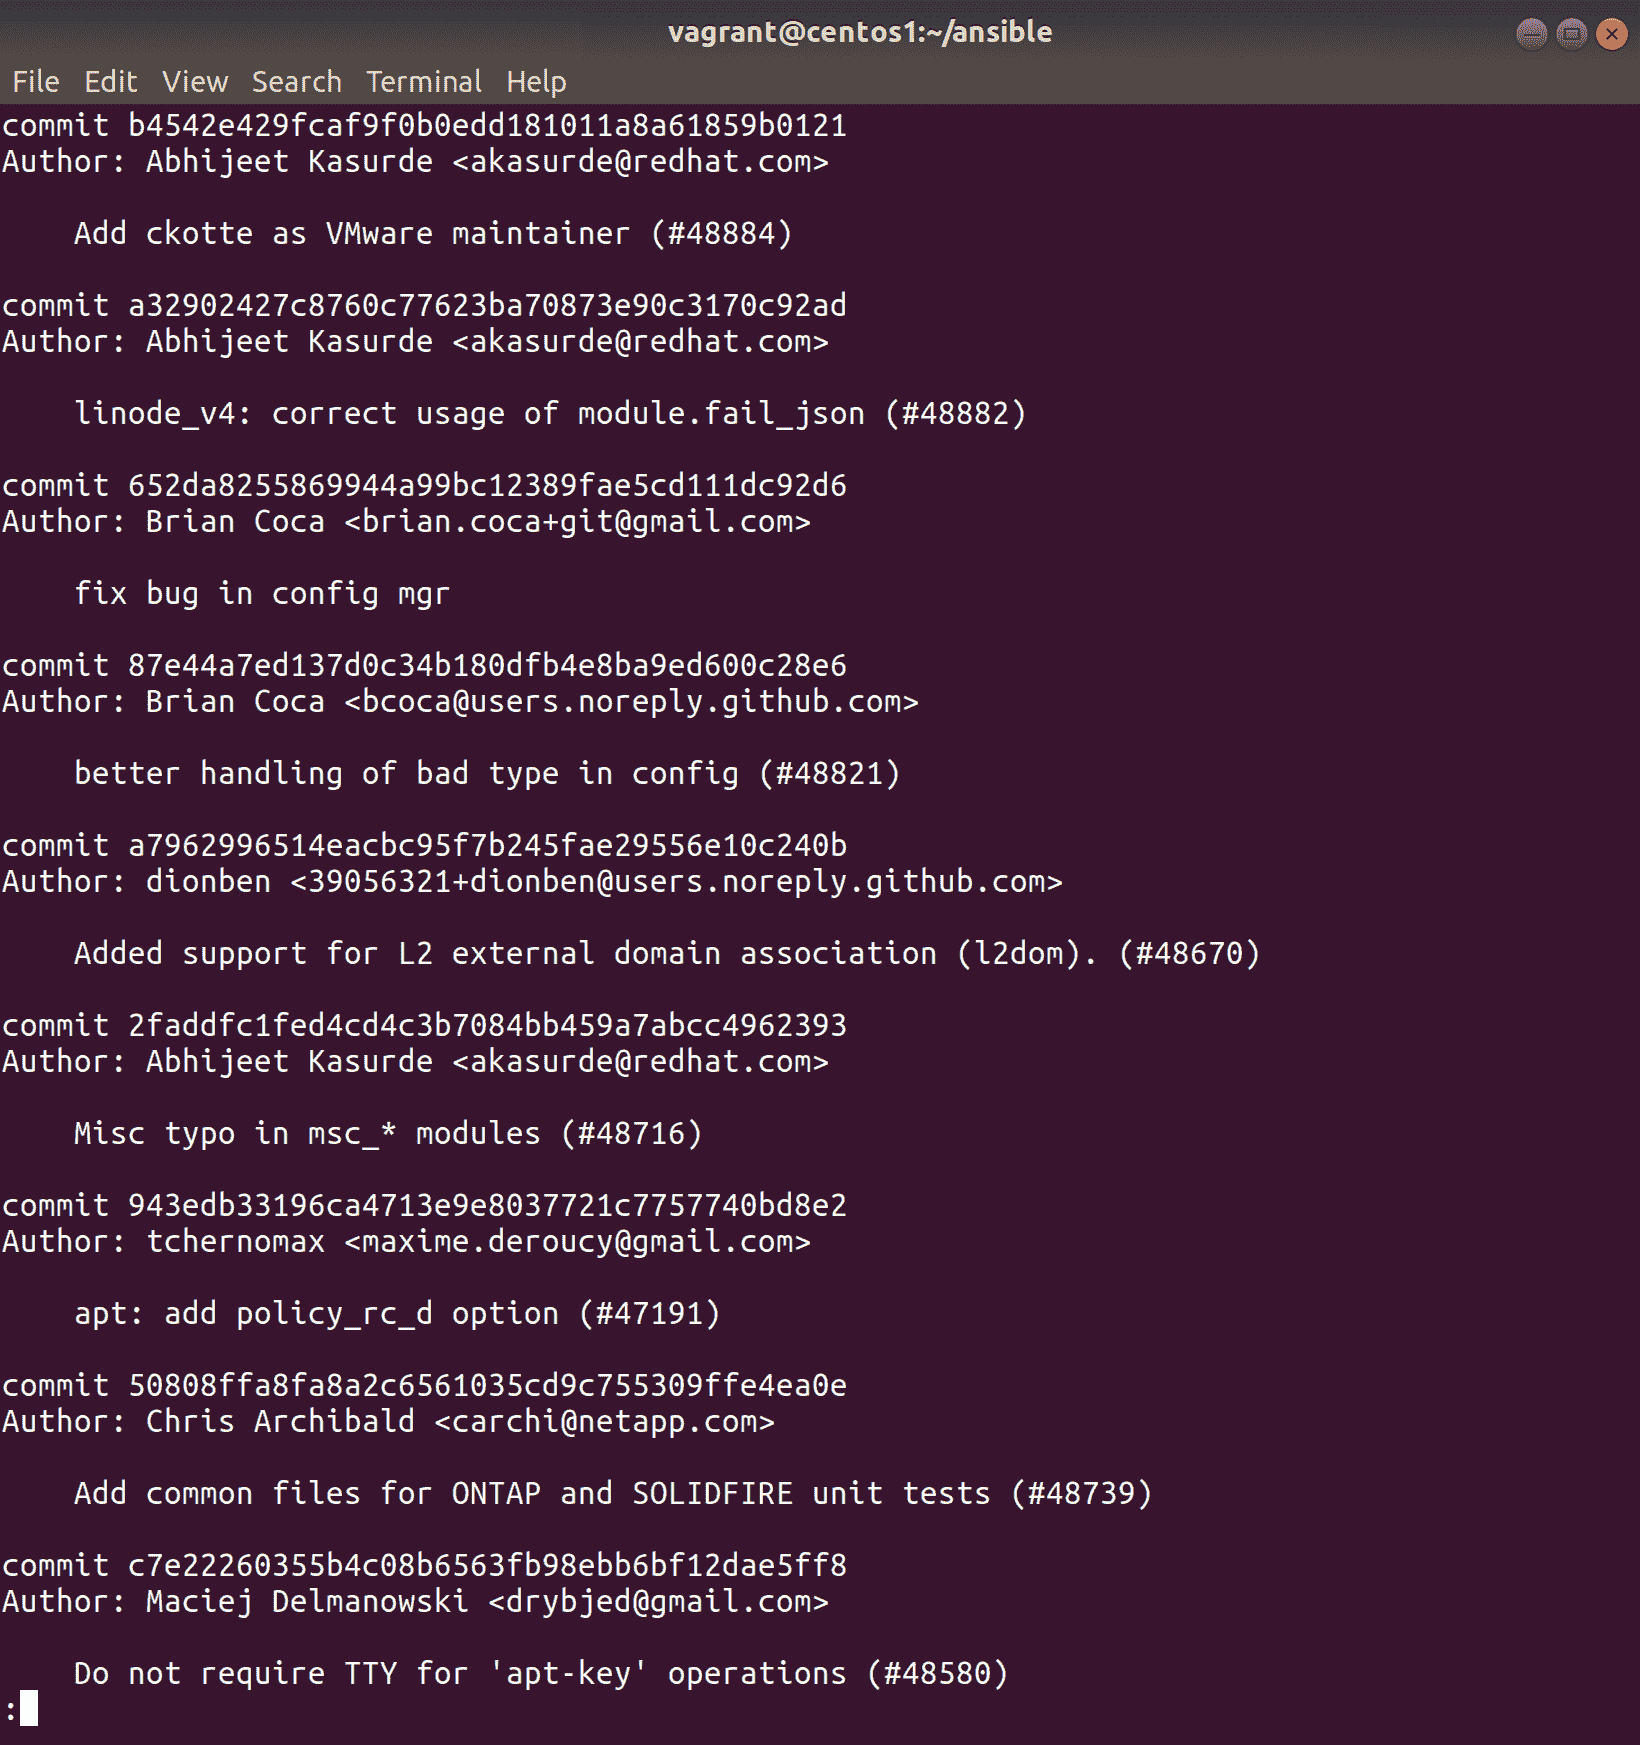 vagrant@centos1:~/ansible
File Edit View Search Terminal Help
commit b4542e429fcaf9f0b0edd181011a8a61859b0121
Author: Abhijeet Kasurde <akasurde@redhat.com>
Add ckotte as VMware maintainer (#48884)
commit a32902427c8760c77623ba70873e90c3170c92ad
Author: Abhijeet Kasurde <akasurde@redhat.com>
linode_v4: correct usage of module.fail_json (#48882)
commit 652da8255869944a99bc12389fae5cd111dc92d6
Author: Brian Coca <brian.coca+git@gmail.com>
fix bug in config mgr
commit 87e44a7ed137d0c34b180dfb4e8ba9ed600c28e6
Author: Brian Coca <bcoca@users.noreply.github.com>
better handling of bad type in config (#48821)
commit a7962996514eacbc95f7b245fae29556e10c240b
Author: dionben <39056321+dionben@users.noreply.github.com>
Added support for L2 external domain association (l2dom). (#48670)
commit 2faddfc1fed4cd4c3b7084bb459a7abcc4962393
Author: Abhijeet Kasurde <akasurde@redhat.com>
Misc typo in msc_* modules (#48716)
commit 943edb33196ca4713e9e8037721c7757740bd8e2
Author: tchernomax <maxime.deroucy@gmail.com>
apt: add policy_rc_d option (#47191)
commit 50808ffa8fa8a2c6561035cd9c755309ffe4ea0e
Author: Chris Archibald <carchi@netapp.com>
Add common files for ONTAP and SOLIDFIRE unit tests (#48739)
commit c7e22260355b4c08b6563fb98ebb6bf12dae5ff8
Author: Maciej Delmanowski <drybjed@gmail.com>
Do not require TTY for 'apt-key' operations (#48580)
: